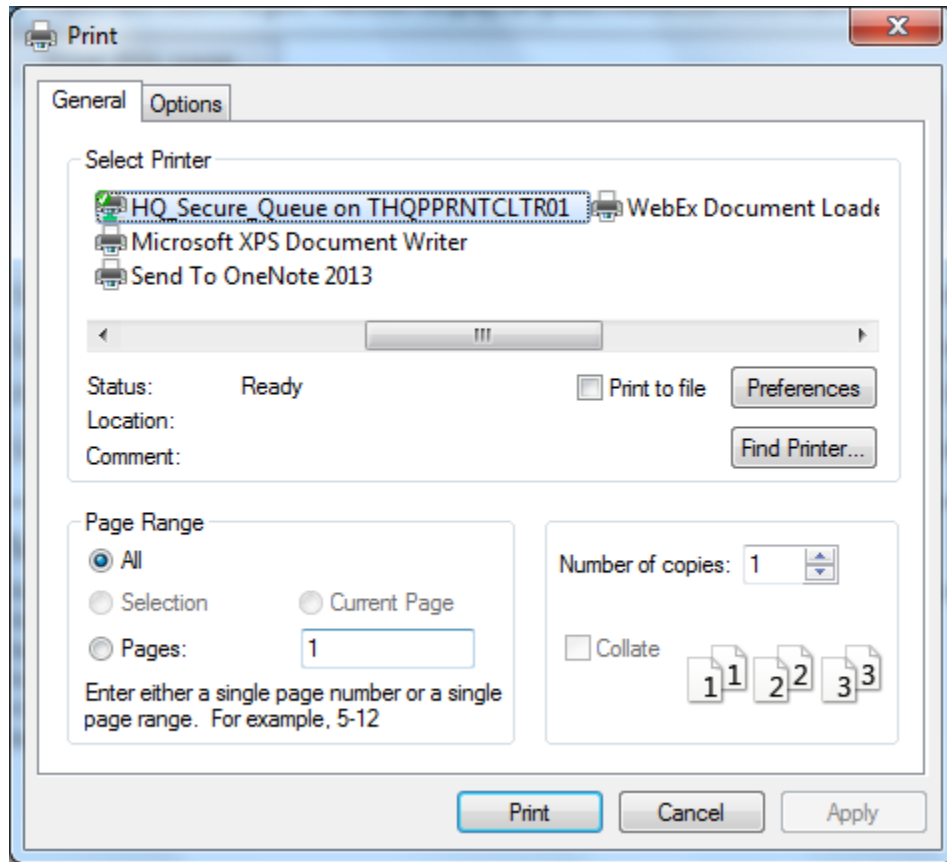 Print
General Options
Select Printer
HQ_Secure_Queue on THQPPRNTCLTR01 WebEx Document Loade
Microsoft XPS Document Writer
Send To OneNote 2013
Status: Ready Print to file Preferences
Location:
Comment: Find Printer...
Page Range
All Number of copies: 1
Selection Current Page
Pages: 1 Collate 1 1 2 2 3 3
Enter either a single page number or a single
page range. For example, 5-12
Print Cancel Apply